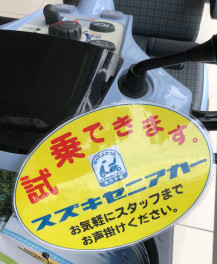 試乗できます。
スズキセニアカー
お気軽にスタッフまで
お声掛けください。